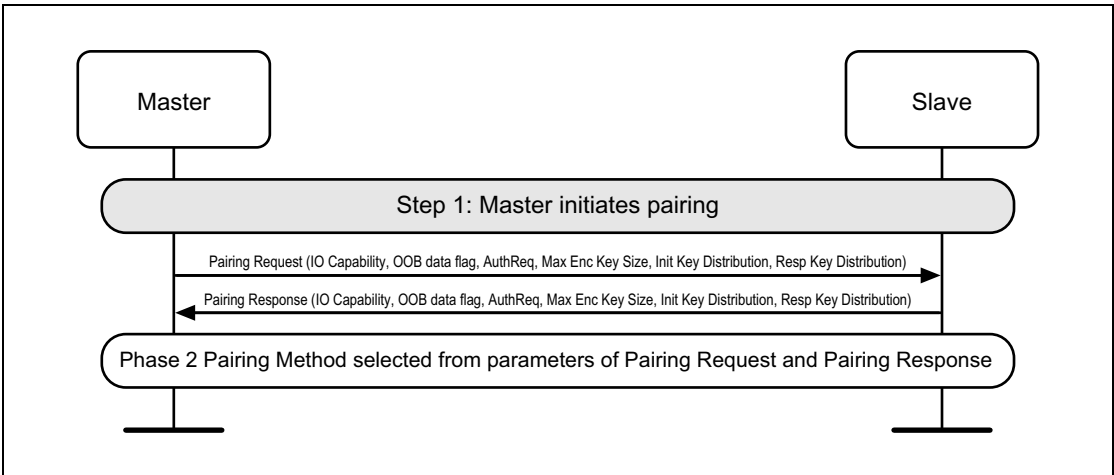 Master
Slave
Step 1: Master initiates pairing
Pairing Request (IO Capability, OOB data flag, AuthReq, Max Enc Key Size, Init Key Distribution, Resp Key Distribution)
Pairing Response (IO Capability, OOB data flag, AuthReq, Max Enc Key Size, Init Key Distribution, Resp Key Distribution)
Phase 2 Pairing Method selected from parameters of Pairing Request and Pairing Response